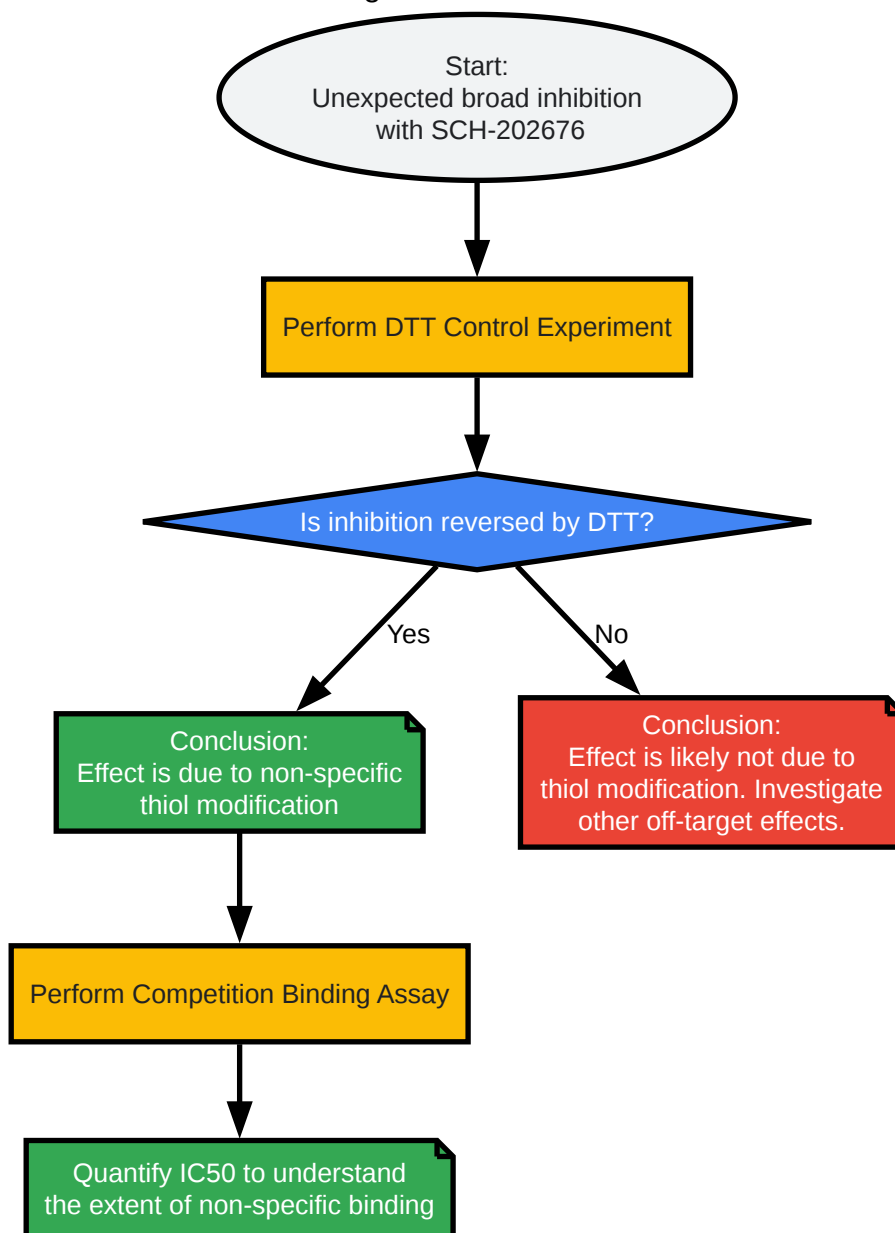 Start:
Unexpected broad inhibition
with SCH-202676
Perform DTT Control Experiment
Is inhibition reversed by DTT?
Yes
No
Conclusion:
Effect is due to non-specific
thiol modification
Conclusion:
Effect is likely not due to
thiol modification. Investigate
other off-target effects.
Perform Competition Binding Assay
Quantify IC50 to understand
the extent of non-specific binding